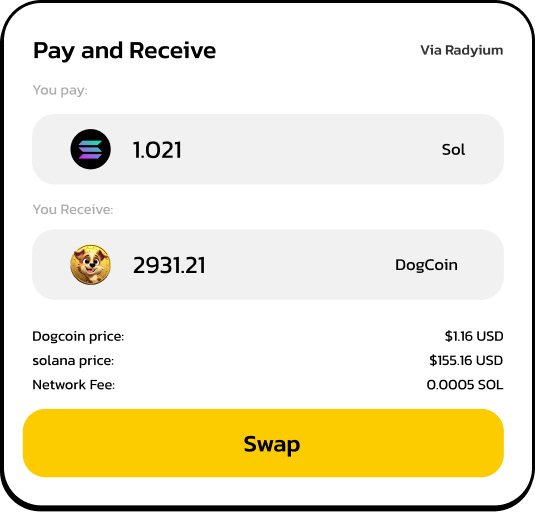 Pay and Receive
Via Radyium
You pay:
1.021
Sol
You Receive:
2931.21
DogCoin
Dogcoin price:
$1.16 USD
solana price:
$155.16 USD
Network Fee:
0.0005 SOL
Swap